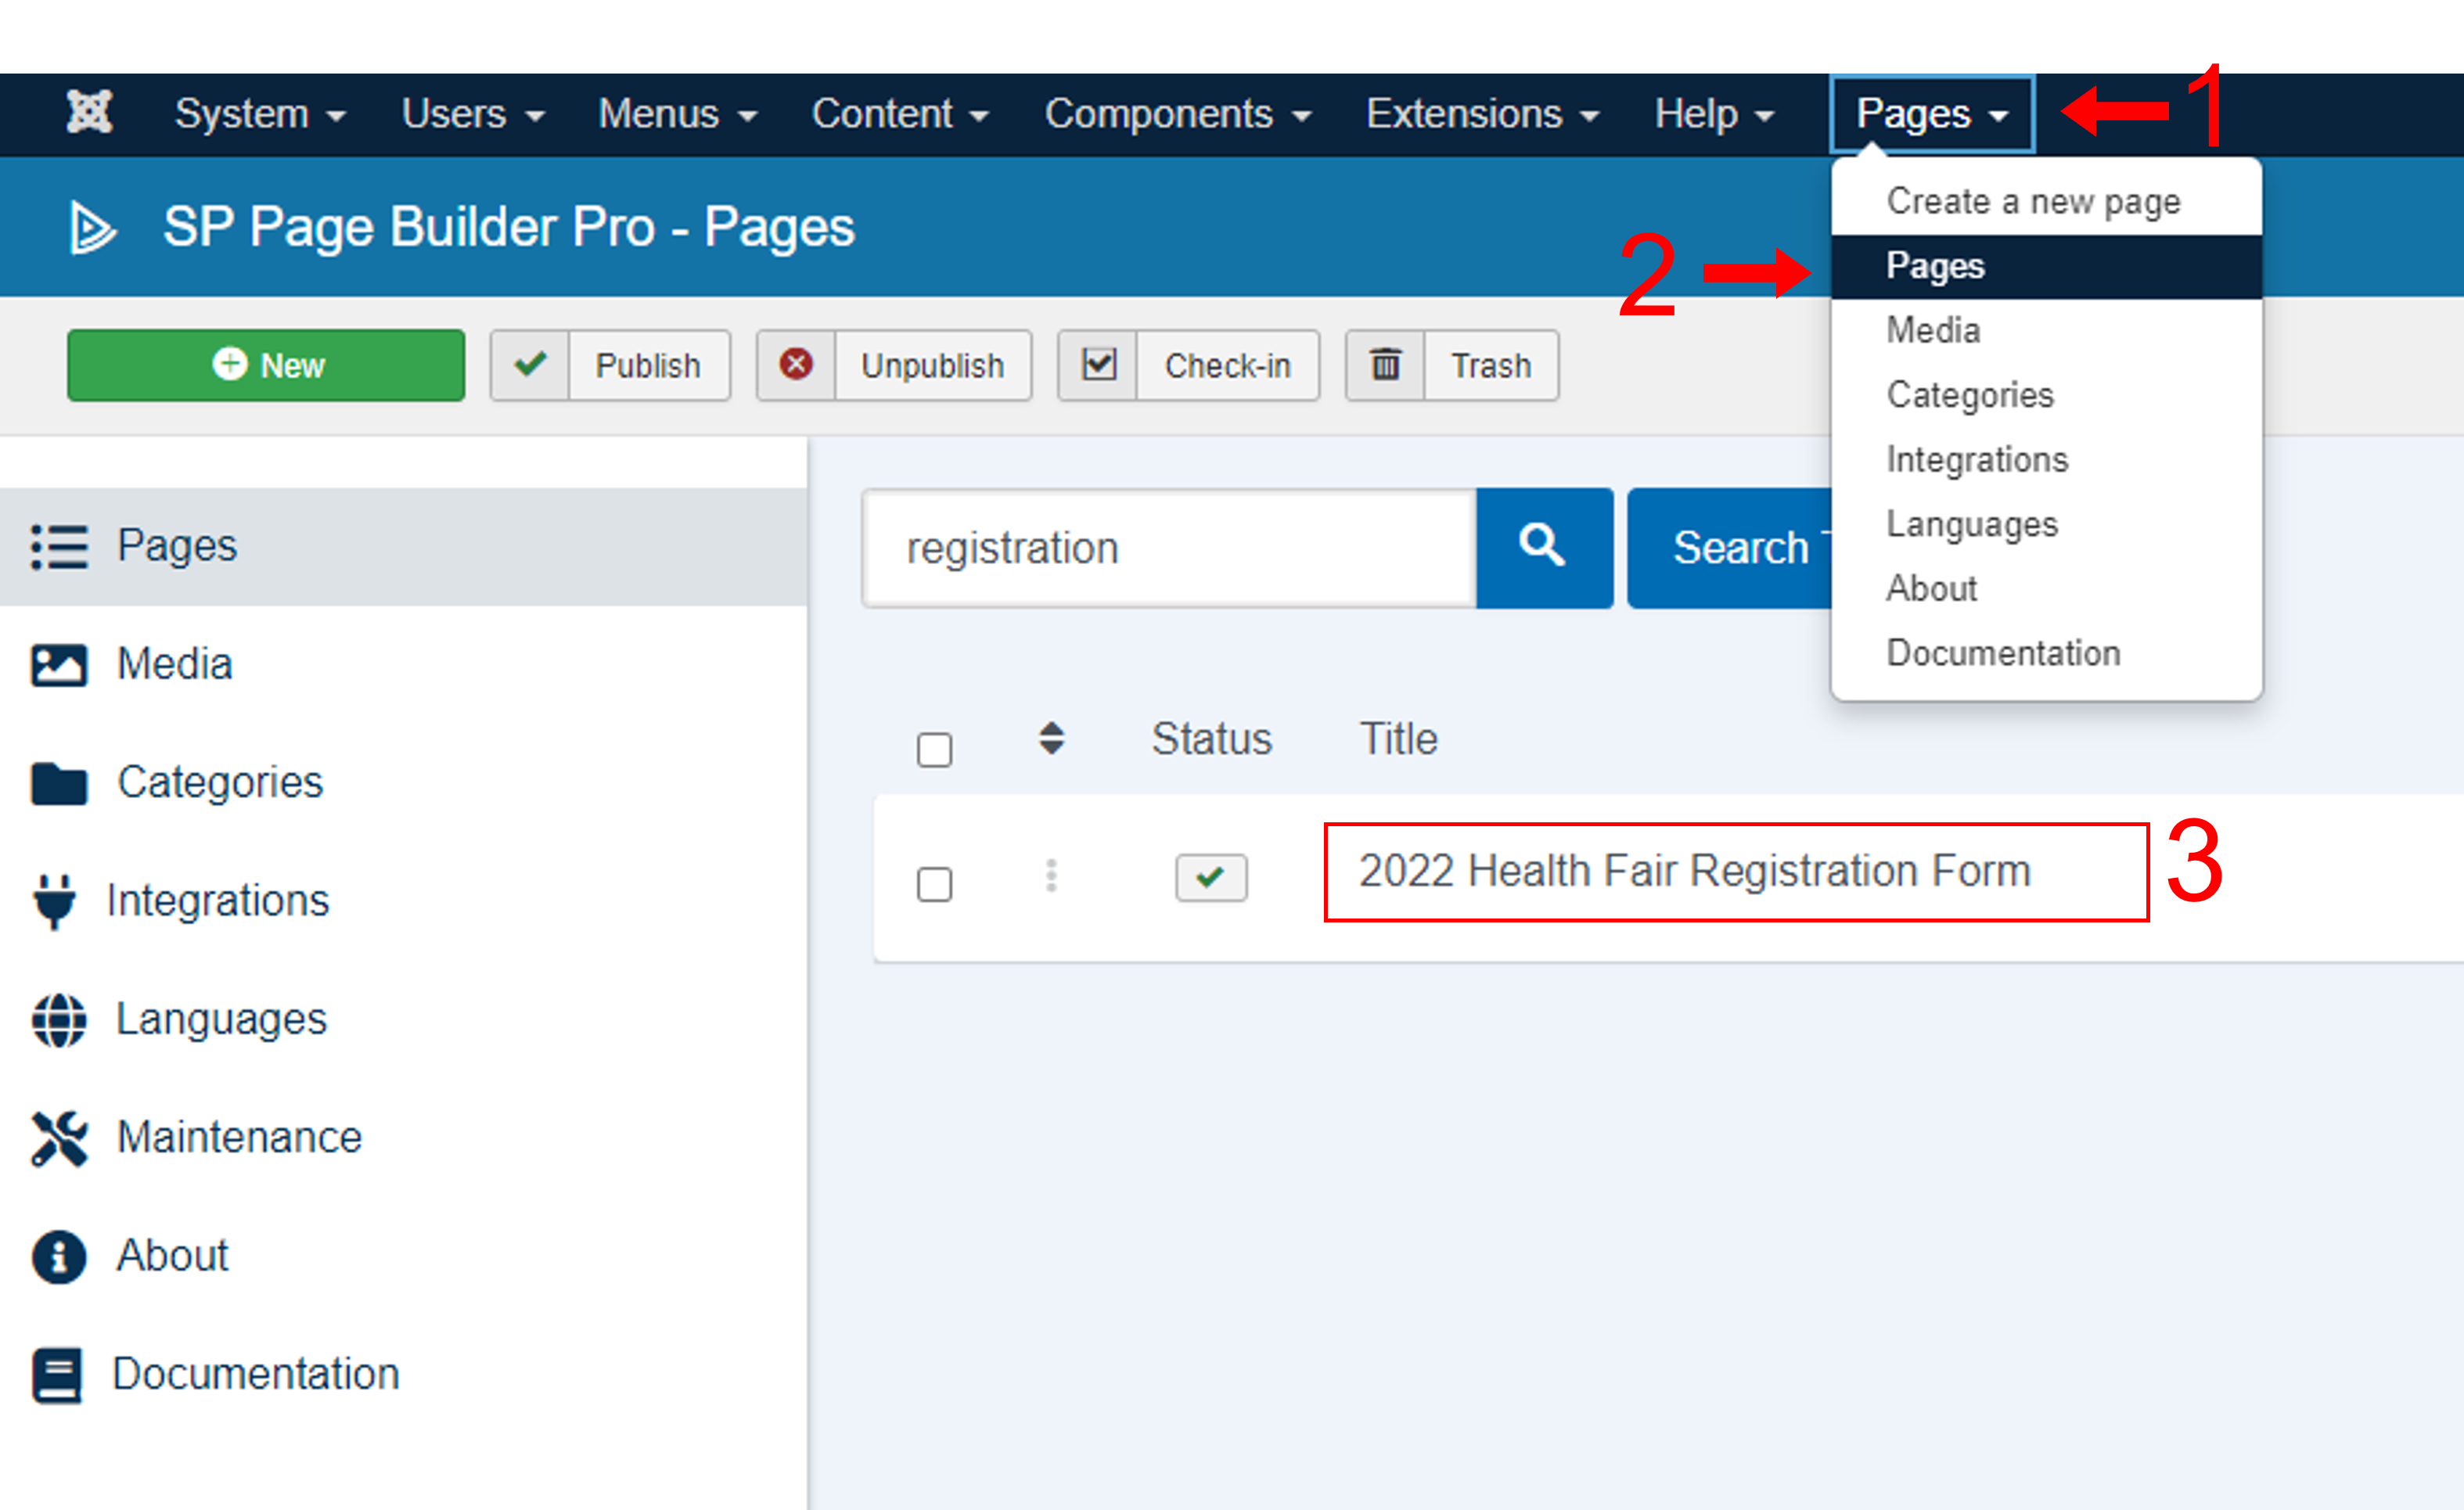 System Users Menus Content Components Extensions Help Pages 1
Create a new page
SP Page Builder Pro - Pages
2 Pages
Media
New Publish Unpublish Check-in Trash
Categories
Integrations
Languages
About
Documentation
registration
Search
Pages
Media
Categories
Integrations
Languages
Maintenance
About
Documentation
Status Title
2022 Health Fair Registration Form 3